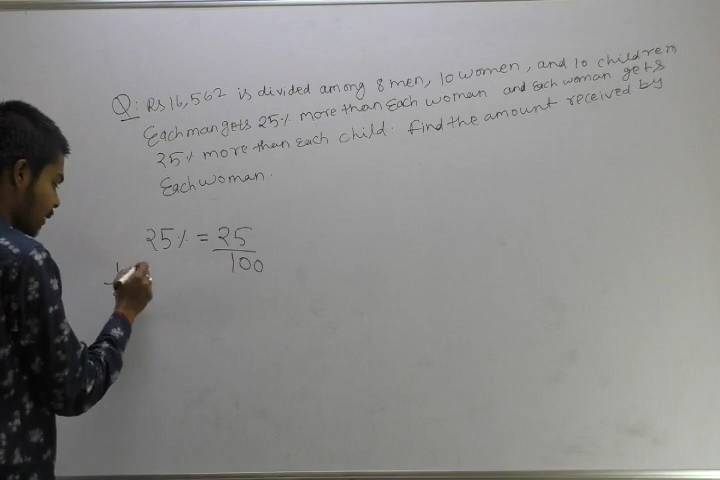 Q: Rs 16,562 is divided among 8 men, 10 women, and 10 children,
Each man gets 25% more than Each woman and Each woman gets
25% more than Each child. Find the amount received by
Each woman.
25% = 25
100